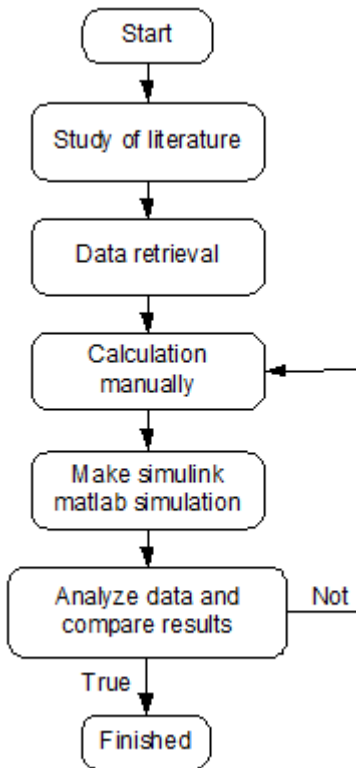 Start
Study of literature
Data retrieval
Calculation
manually
Make simulink
matlab simulation
Analyze data and
compare results
Not
True
Finished